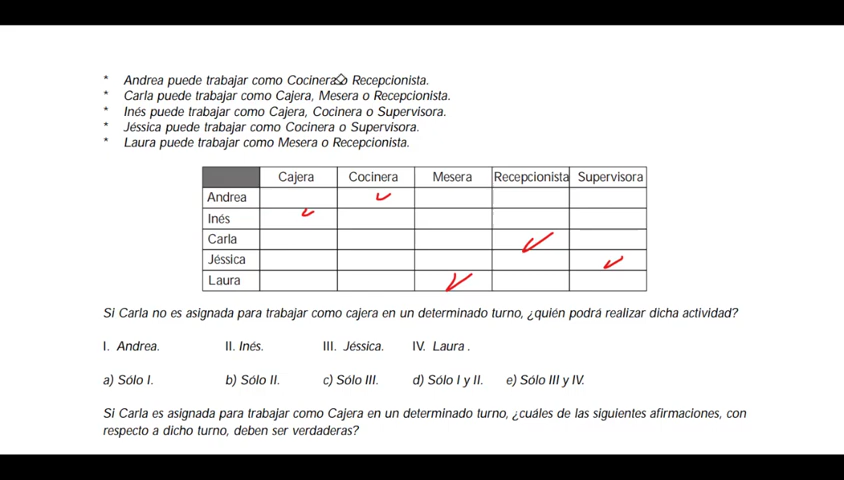 * Andrea puede trabajar como Cocinera o Recepcionista.
* Carla puede trabajar como Cajera, Mesera o Recepcionista.
* Inés puede trabajar como Cajera, Cocinera o Supervisora.
* Jéssica puede trabajar como Cocinera o Supervisora.
* Laura puede trabajar como Mesera o Recepcionista.
Cajera Cocinera Mesera Recepcionista Supervisora
Andrea
Inés
Carla
Jéssica
Laura
Si Carla no es asignada para trabajar como cajera en un determinado turno, ¿quién podrá realizar dicha actividad?
I. Andrea. II. Inés. III. Jéssica. IV. Laura .
a) Sólo I. b) Sólo II. c) Sólo III. d) Sólo I y II. e) Sólo III y IV.
Si Carla es asignada para trabajar como Cajera en un determinado turno, ¿cuáles de las siguientes afirmaciones, con
respecto a dicho turno, deben ser verdaderas?